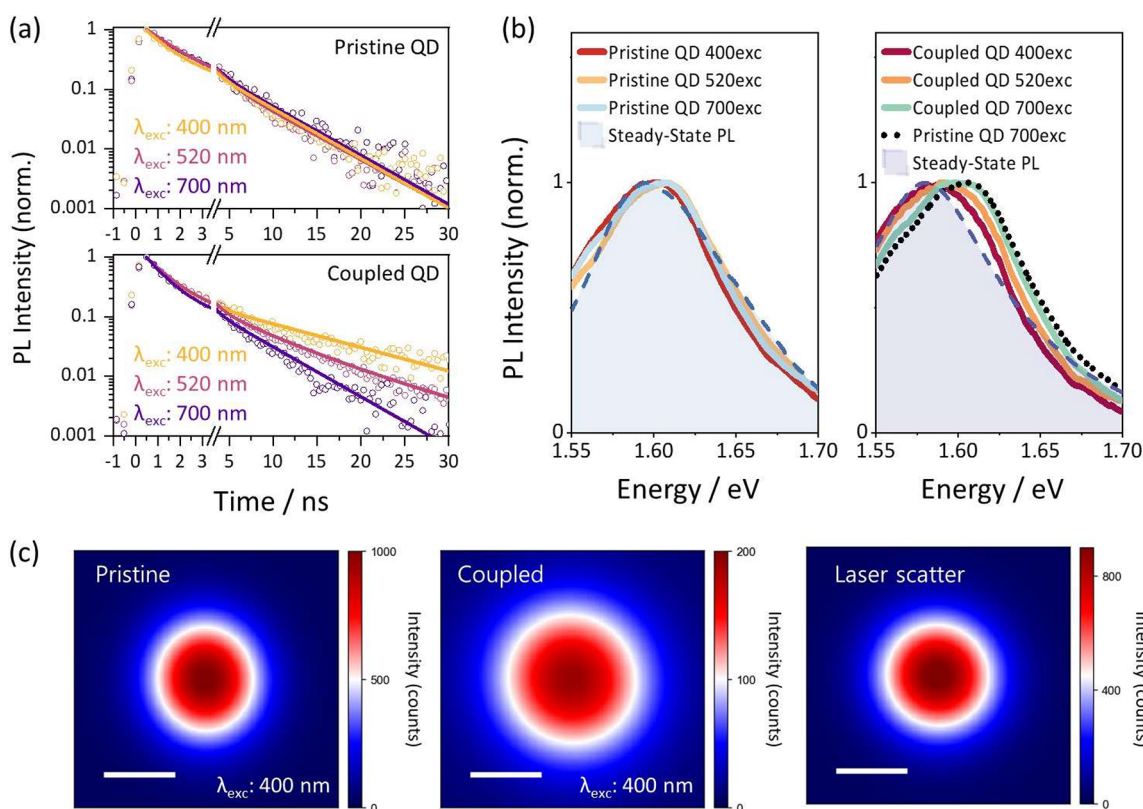 (a)
Pristine QD
λexc: 400 nm
λexc: 520 nm
λexc: 700 nm
1
0.1
0.01
0.001
-1 0 1 2 3 5 10 15 20 25 30
Coupled QD
λexc: 400 nm
λexc: 520 nm
λexc: 700 nm
1
0.1
0.01
0.001
-1 0 1 2 3 5 10 15 20 25 30
PL Intensity (norm.)
Time / ns
(b)
Pristine QD 400exc
Pristine QD 520exc
Pristine QD 700exc
Steady-State PL
1
0
1.55 1.60 1.65 1.70
PL Intensity (norm.)
Energy / eV
Coupled QD 400exc
Coupled QD 520exc
Coupled QD 700exc
Pristine QD 700exc
Steady-State PL
1
0
1.55 1.60 1.65 1.70
Energy / eV
(c)
Pristine
λexc: 400 nm
1000
500
0
Intensity (counts)
Coupled
λexc: 400 nm
200
100
0
Intensity (counts)
Laser scatter
800
400
0
Intensity (counts)